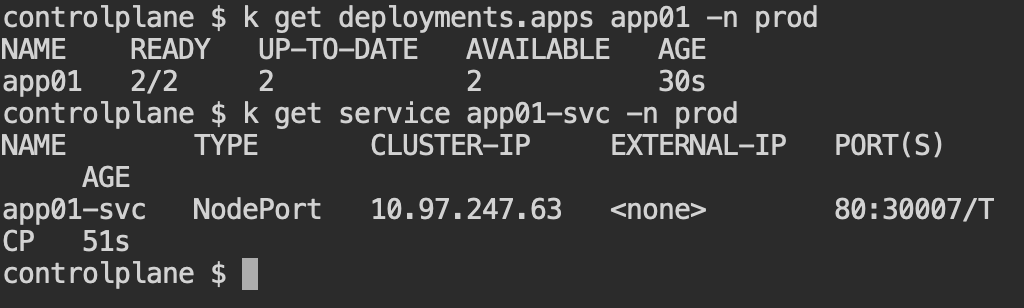 controlplane $ k get deployments.apps app01 -n prod
NAME    READY   UP-TO-DATE   AVAILABLE   AGE
app01   2/2     2            2           30s
controlplane $ k get service app01-svc -n prod
NAME        TYPE       CLUSTER-IP     EXTERNAL-IP   PORT(S)
     AGE
app01-svc   NodePort   10.97.247.63   <none>        80:30007/T
CP   51s
controlplane $